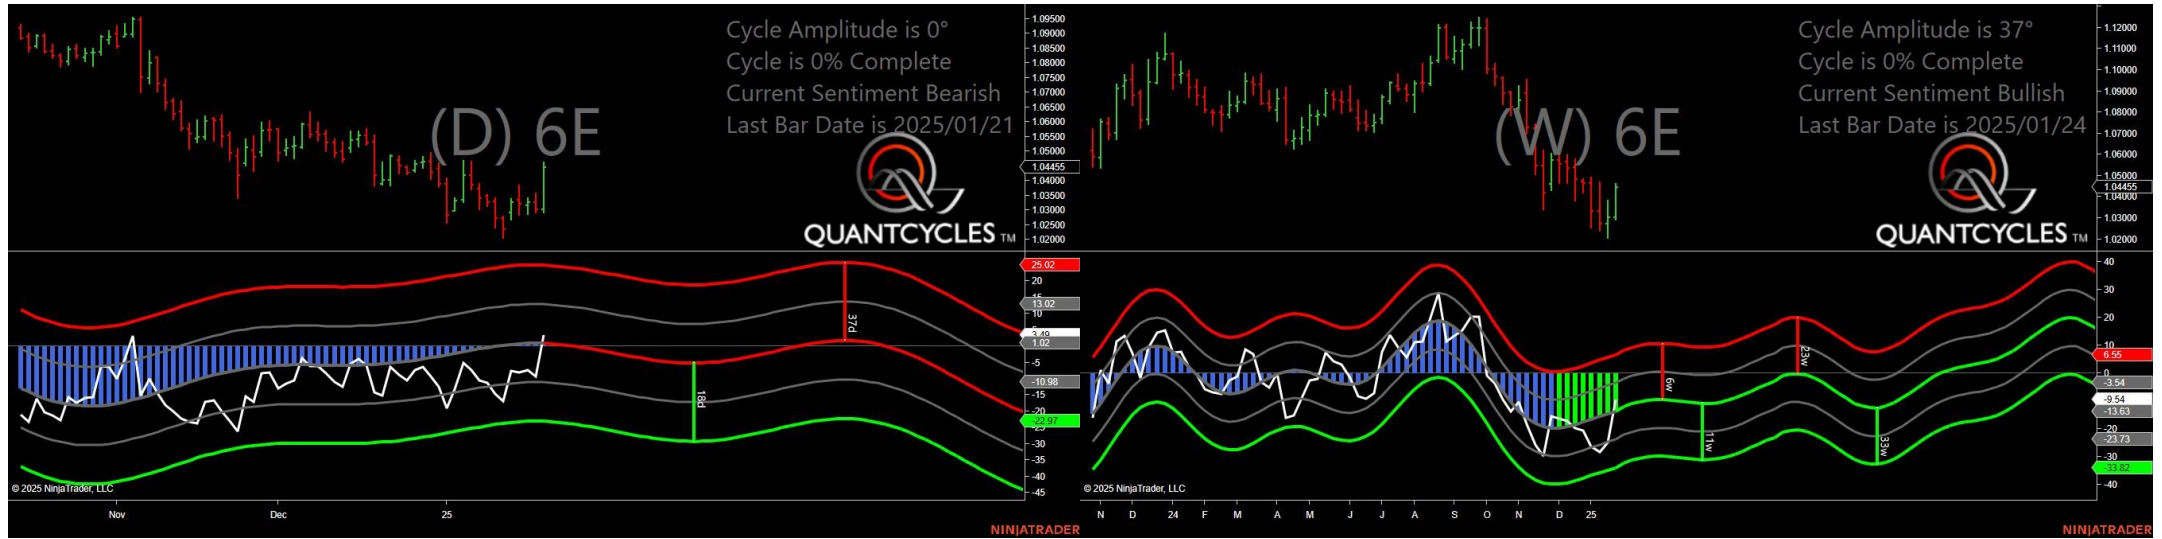 Cycle Amplitude is 0°
Cycle is 0% Complete
Current Sentiment Bearish
Last Bar Date is 2025/01/21
(D) 6E
QUANTCYCLES TM
1.09500
1.09000
1.08500
1.08000
1.07500
1.07000
1.06500
1.06000
1.05500
1.05000
1.04455
1.04000
1.03500
1.03000
1.02500
1.02000
25.02
20
13.02
10
3.49
1.02
-5
-10.98
-15
-20
-22.97
-30
-35
-40
-45
37d
18d
© 2025 NinjaTrader, LLC
Nov
Dec
25
NINJATRADER
Cycle Amplitude is 37°
Cycle is 0% Complete
Current Sentiment Bullish
Last Bar Date is 2025/01/24
(W) 6E
QUANTCYCLES TM
1.12000
1.11000
1.10000
1.09000
1.08000
1.07000
1.06000
1.05000
1.04455
1.04000
1.03000
1.02000
40
30
20
10
6.55
0
-3.54
-9.54
-13.63
-20
-23.73
-30
-33.82
-40
6w
11w
23w
33w
© 2025 NinjaTrader, LLC
N
D
24
F
M
A
M
J
J
A
S
O
N
D
25
NINJATRADER